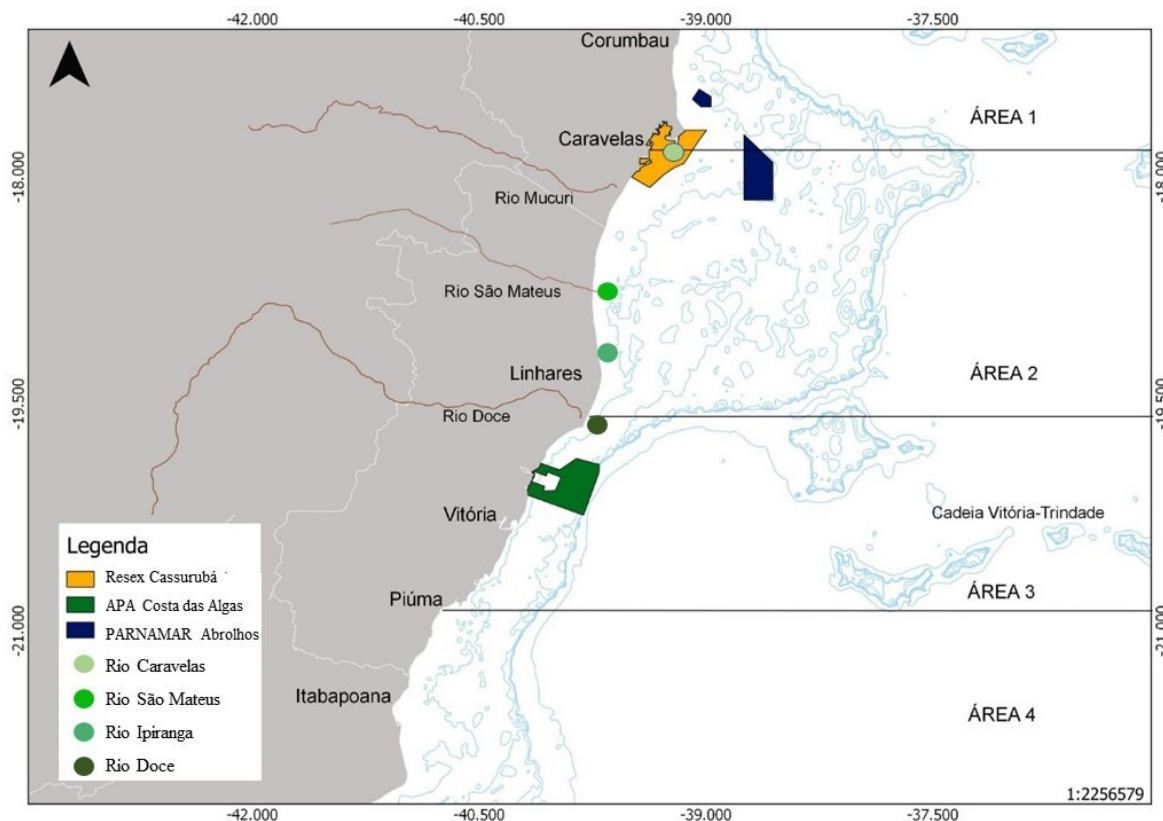 -42.000 -40.500 -39.000 -37.500
Corumbau
ÁREA 1
Caravelas
-18.000 -18.000
Rio Mucuri
Rio São Mateus
Linhares
ÁREA 2
-19.500 -19.500
Rio Doce
Vitória
Cadeia Vitória-Trindade
Legenda
Resex Cassurubá
APA Costa das Algas
PARNAMAR Abrolhos
Rio Caravelas
Rio São Mateus
Rio Ipiranga
Rio Doce
Piúma
ÁREA 3
-21.000 -21.000
Itabapoana
ÁREA 4
1:2256579
-42.000 -40.500 -39.000 -37.500